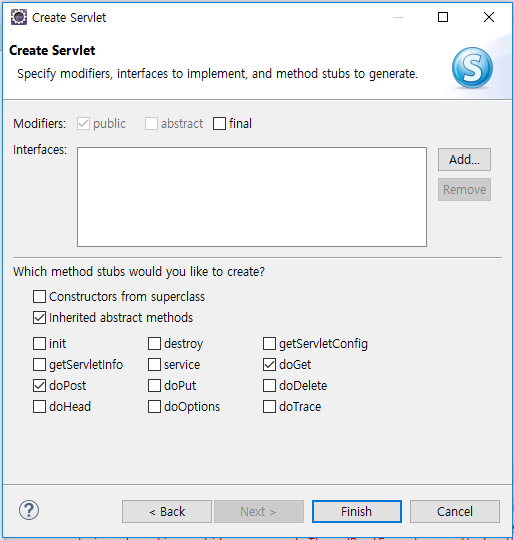 Create Servlet
Create Servlet
Specify modifiers, interfaces to implement, and method stubs to generate.
S
Modifiers: public abstract final
Interfaces:
Add...
Remove
Which method stubs would you like to create?
Constructors from superclass
Inherited abstract methods
init destroy getServletConfig
getServletInfo service doGet
doPost doPut doDelete
doHead doOptions doTrace
?
< Back Next > Finish Cancel